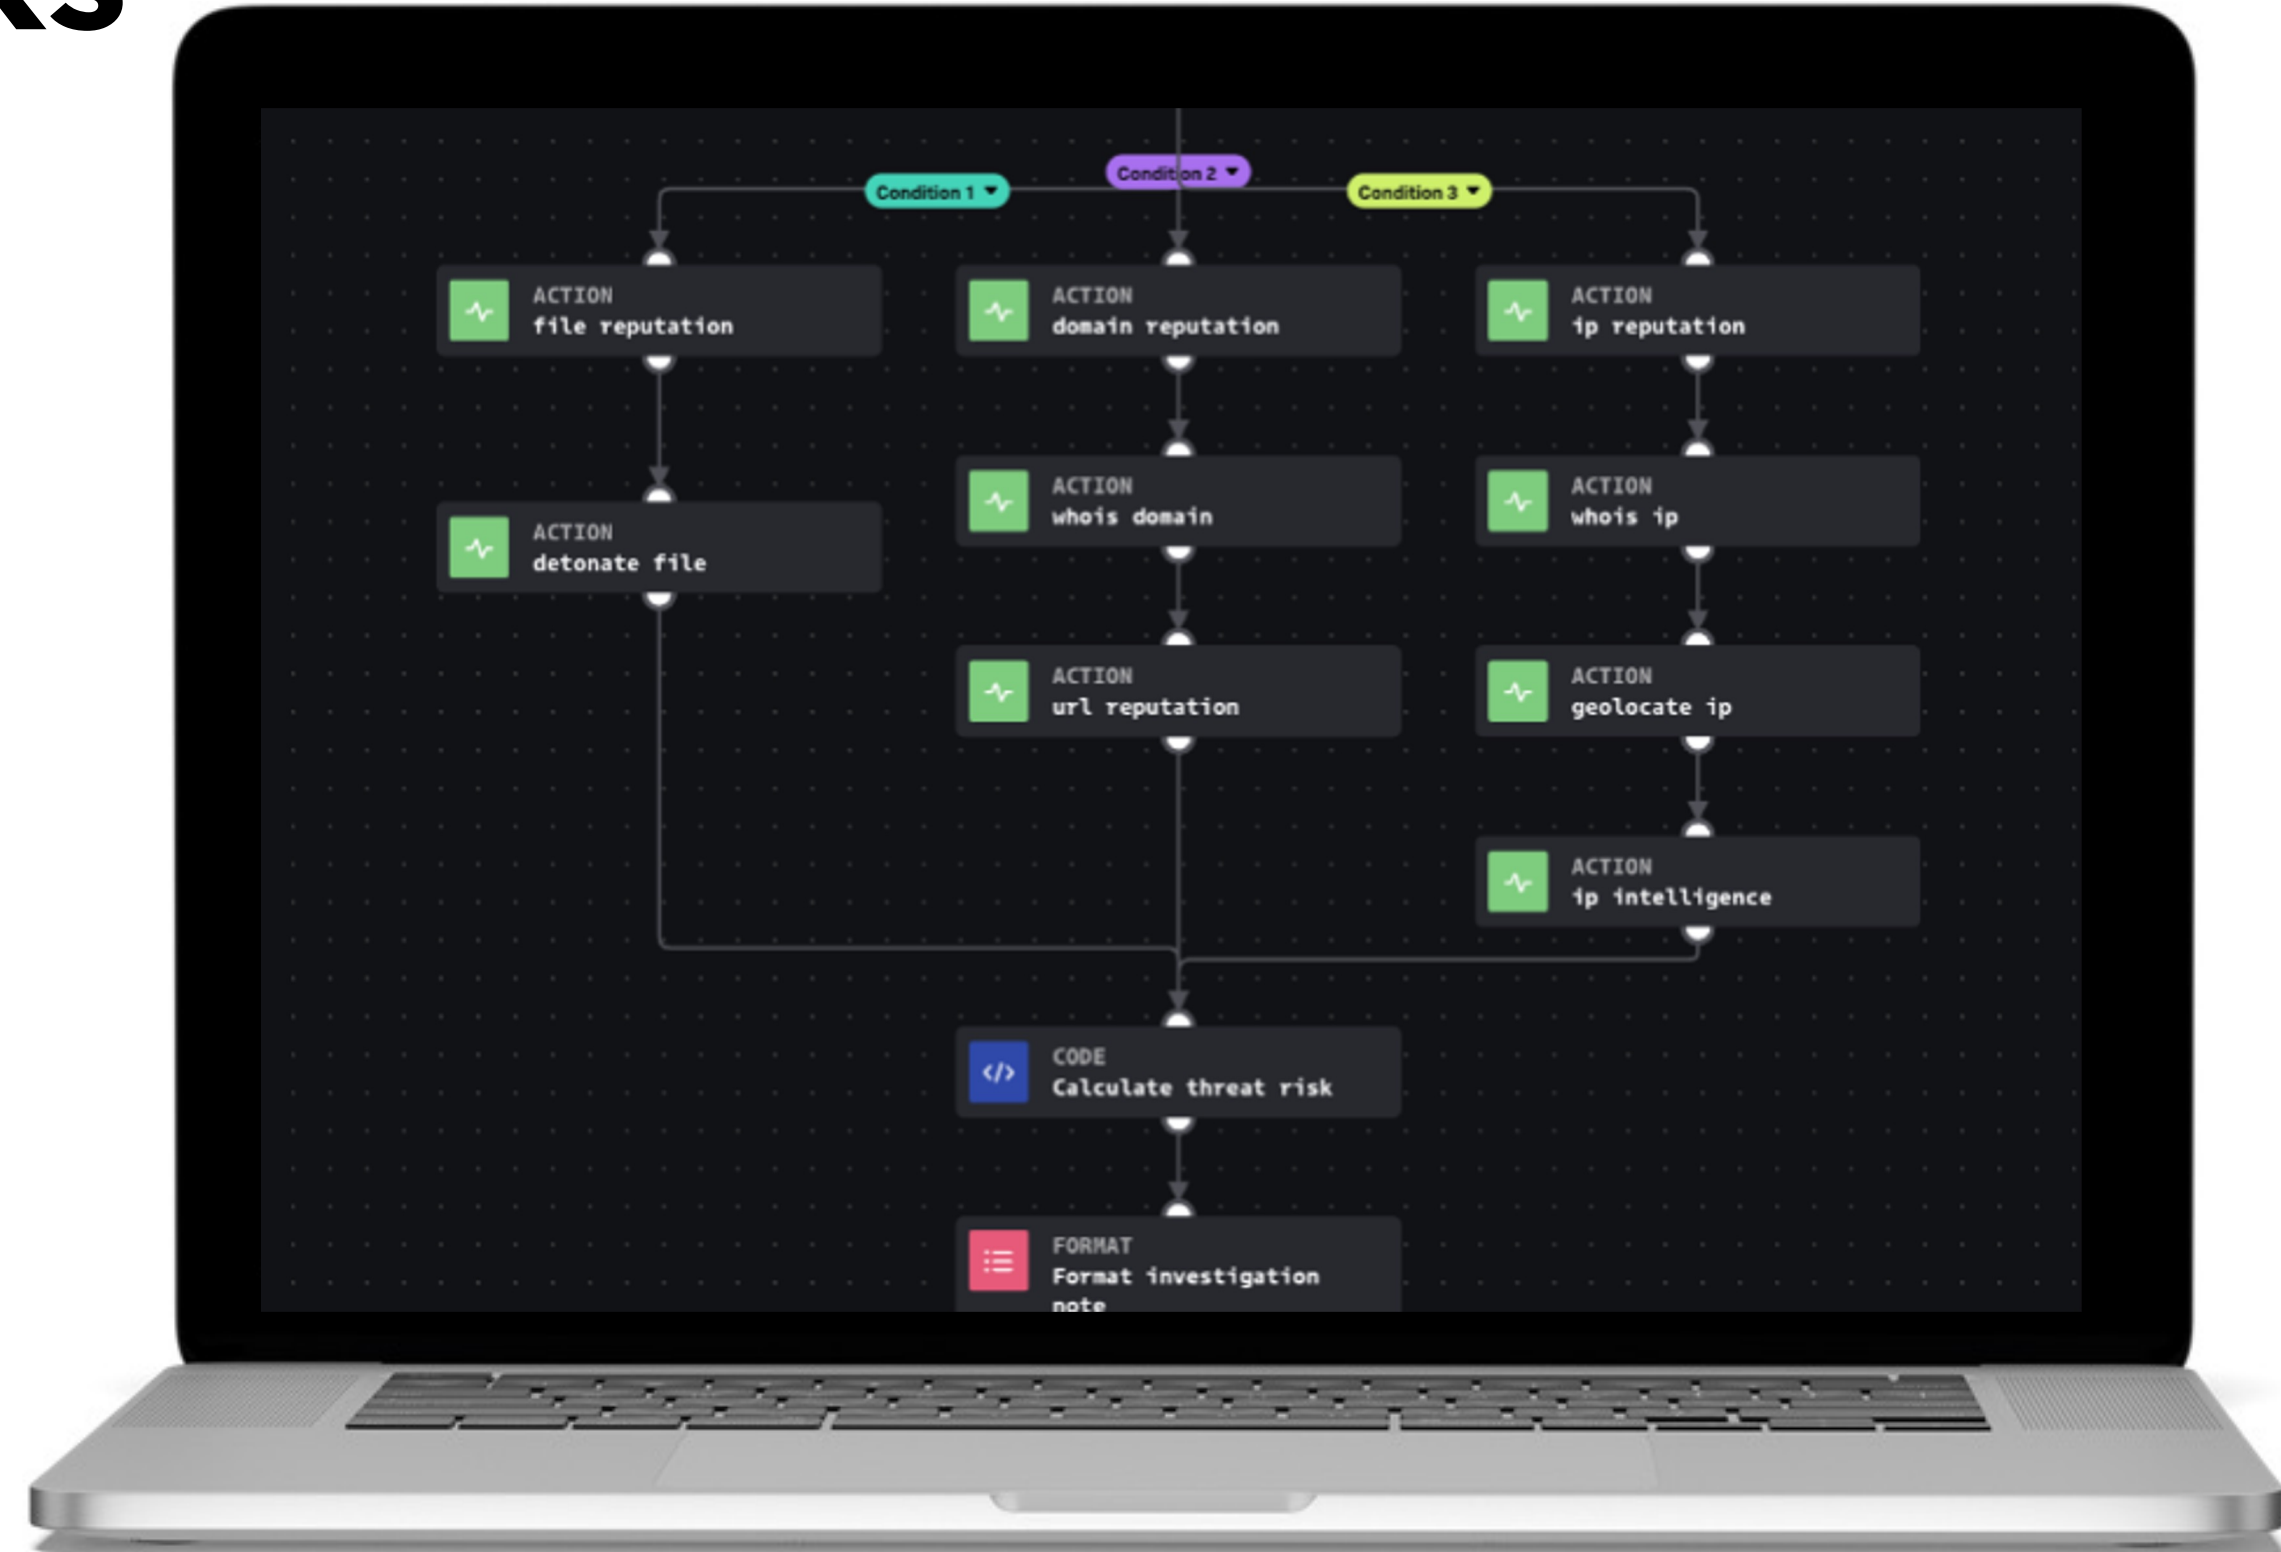 Condition 2
Condition 1
Condition 3
ACTION
file reputation
ACTION
domain reputation
ACTION
ip reputation
ACTION
detonate file
ACTION
whois domain
ACTION
whois ip
ACTION
url reputation
ACTION
geolocate ip
ACTION
ip intelligence
CODE
Calculate threat risk
FORMAT
Format investigation
note